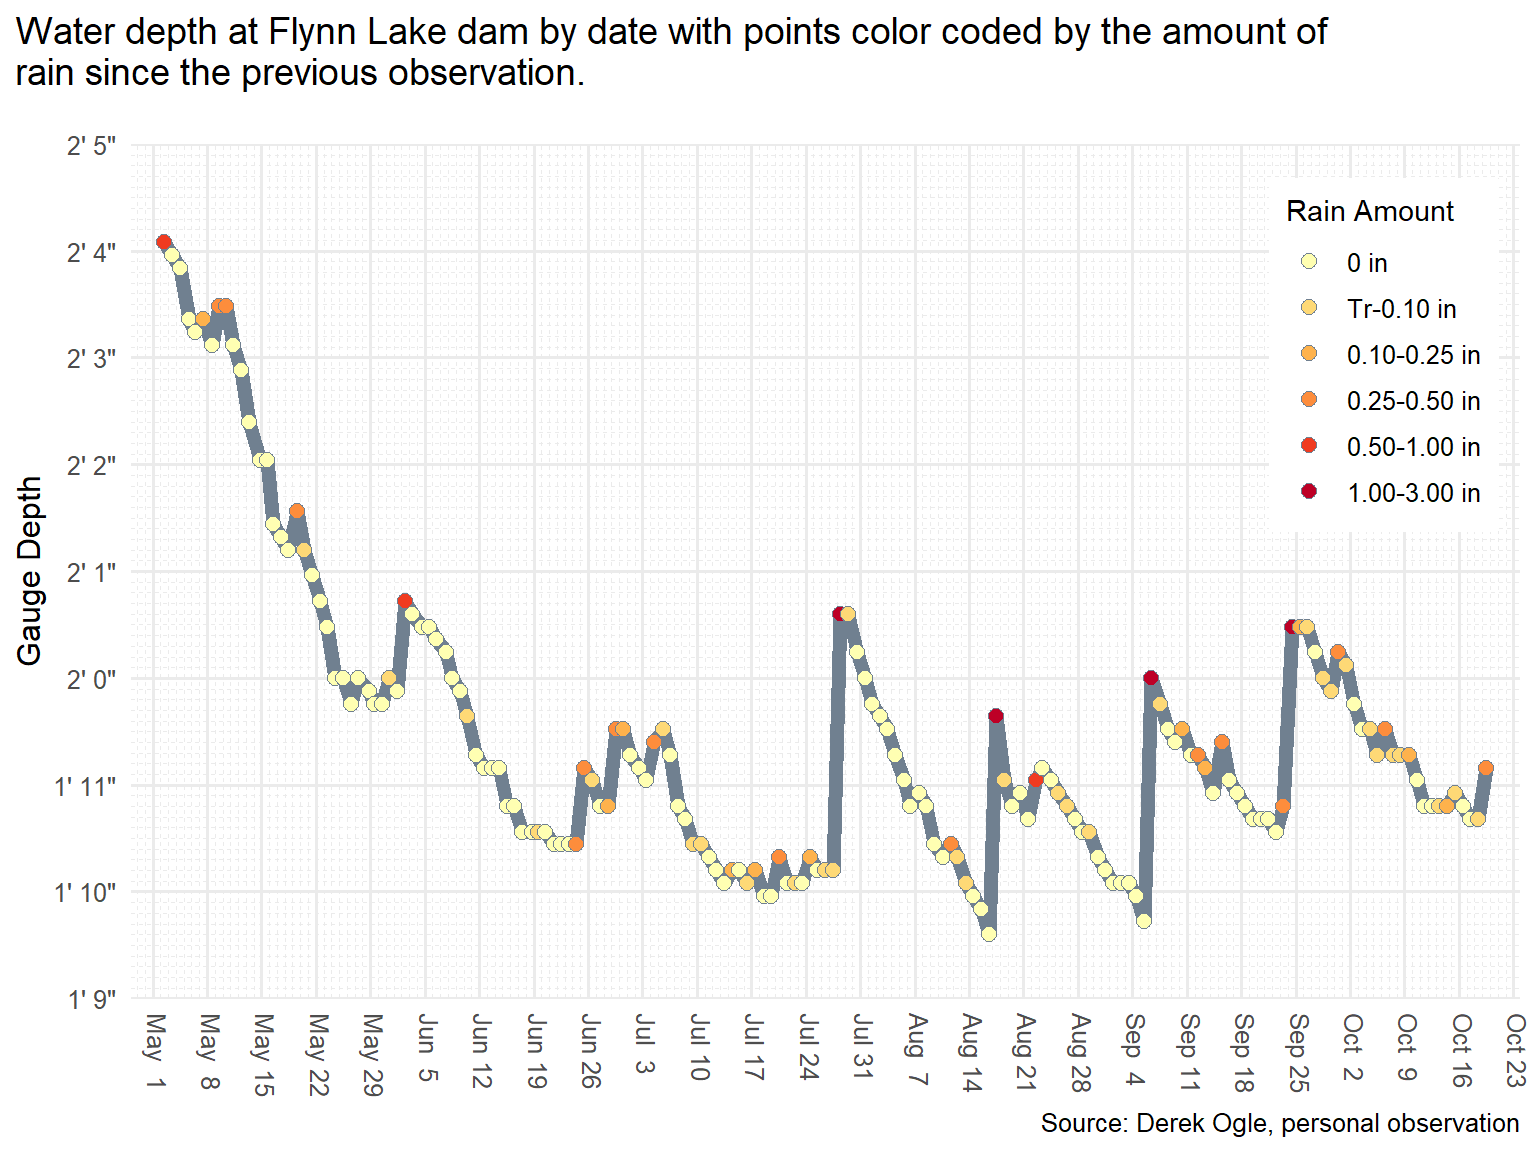 Water depth at Flynn Lake dam by date with points color coded by the amount of
rain since the previous observation.
2' 5"
2' 4"
2' 3"
2' 2"
2' 1"
2' 0"
1' 11"
1' 10"
1' 9"
Gauge Depth
Rain Amount
0 in
Tr-0.10 in
0.10-0.25 in
0.25-0.50 in
0.50-1.00 in
1.00-3.00 in
May 1
May 8
May 15
May 22
May 29
Jun 5
Jun 12
Jun 19
Jun 26
Jul 3
Jul 10
Jul 17
Jul 24
Jul 31
Aug 7
Aug 14
Aug 21
Aug 28
Sep 4
Sep 11
Sep 18
Sep 25
Oct 2
Oct 9
Oct 16
Oct 23
Source: Derek Ogle, personal observation